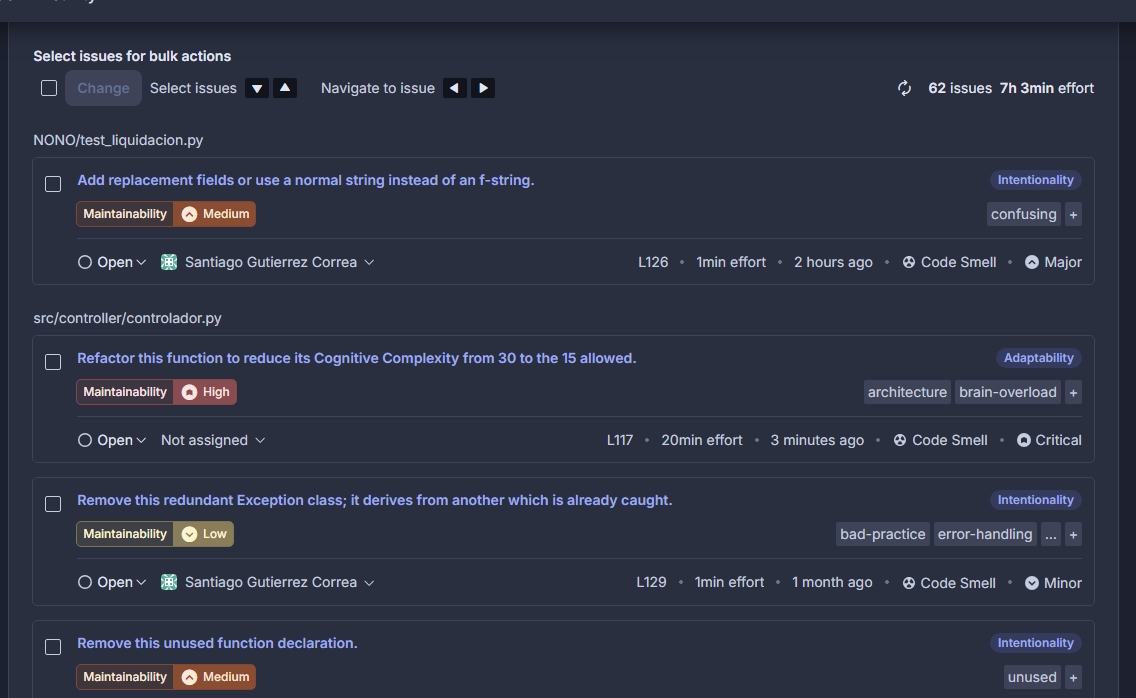 Select issues for bulk actions
Change Select issues Navigate to issue 62 issues 7h 3min effort
NONO/test_liquidacion.py
Add replacement fields or use a normal string instead of an f-string. Intentionality
Maintainability Medium confusing +
Open Santiago Gutierrez Correa L126 • 1min effort • 2 hours ago • Code Smell • Major
src/controller/controlador.py
Refactor this function to reduce its Cognitive Complexity from 30 to the 15 allowed. Adaptability
Maintainability High architecture brain-overload +
Open Not assigned L117 • 20min effort • 3 minutes ago • Code Smell • Critical
Remove this redundant Exception class; it derives from another which is already caught. Intentionality
Maintainability Low bad-practice error-handling ... +
Open Santiago Gutierrez Correa L129 • 1min effort • 1 month ago • Code Smell • Minor
Remove this unused function declaration. Intentionality
Maintainability Medium unused +